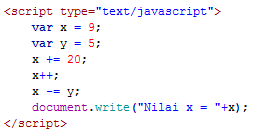 <script type="text/javascript">
var x = 9;
var y = 5;
x += 20;
x++;
x -= y;
document.write("Nilai x = "+x);
</script>